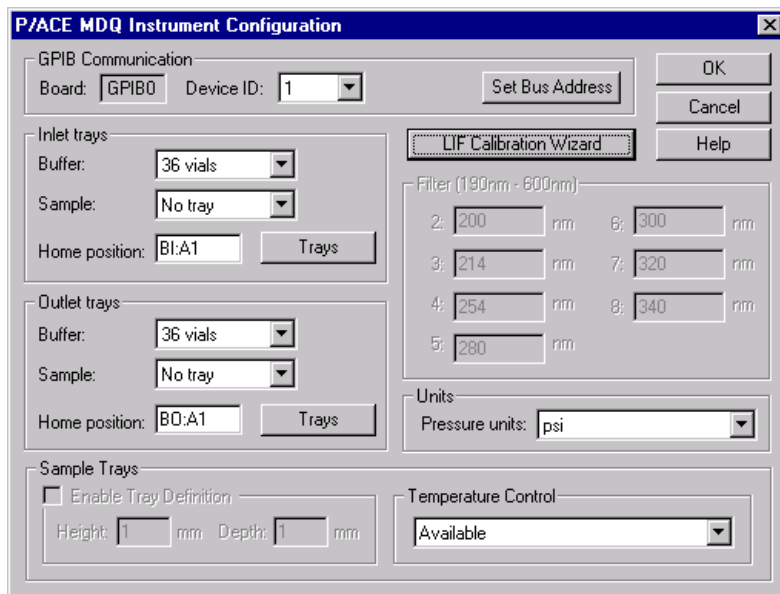 P/ACE MDQ Instrument Configuration
GPIB Communication
Board: GPIB0 Device ID: 1 Set Bus Address
OK
Cancel
Help
Inlet trays
Buffer: 36 vials
Sample: No tray
Home position: BI:A1 Trays
LIF Calibration Wizard
Filter (190nm - 600nm)
2: 200 nm 6: 300 nm
3: 214 nm 7: 320 nm
4: 254 nm 8: 340 nm
5: 280 nm
Outlet trays
Buffer: 36 vials
Sample: No tray
Home position: BO:A1 Trays
Units
Pressure units: psi
Sample Trays
Enable Tray Definition
Height: 1 mm Depth: 1 mm
Temperature Control
Available